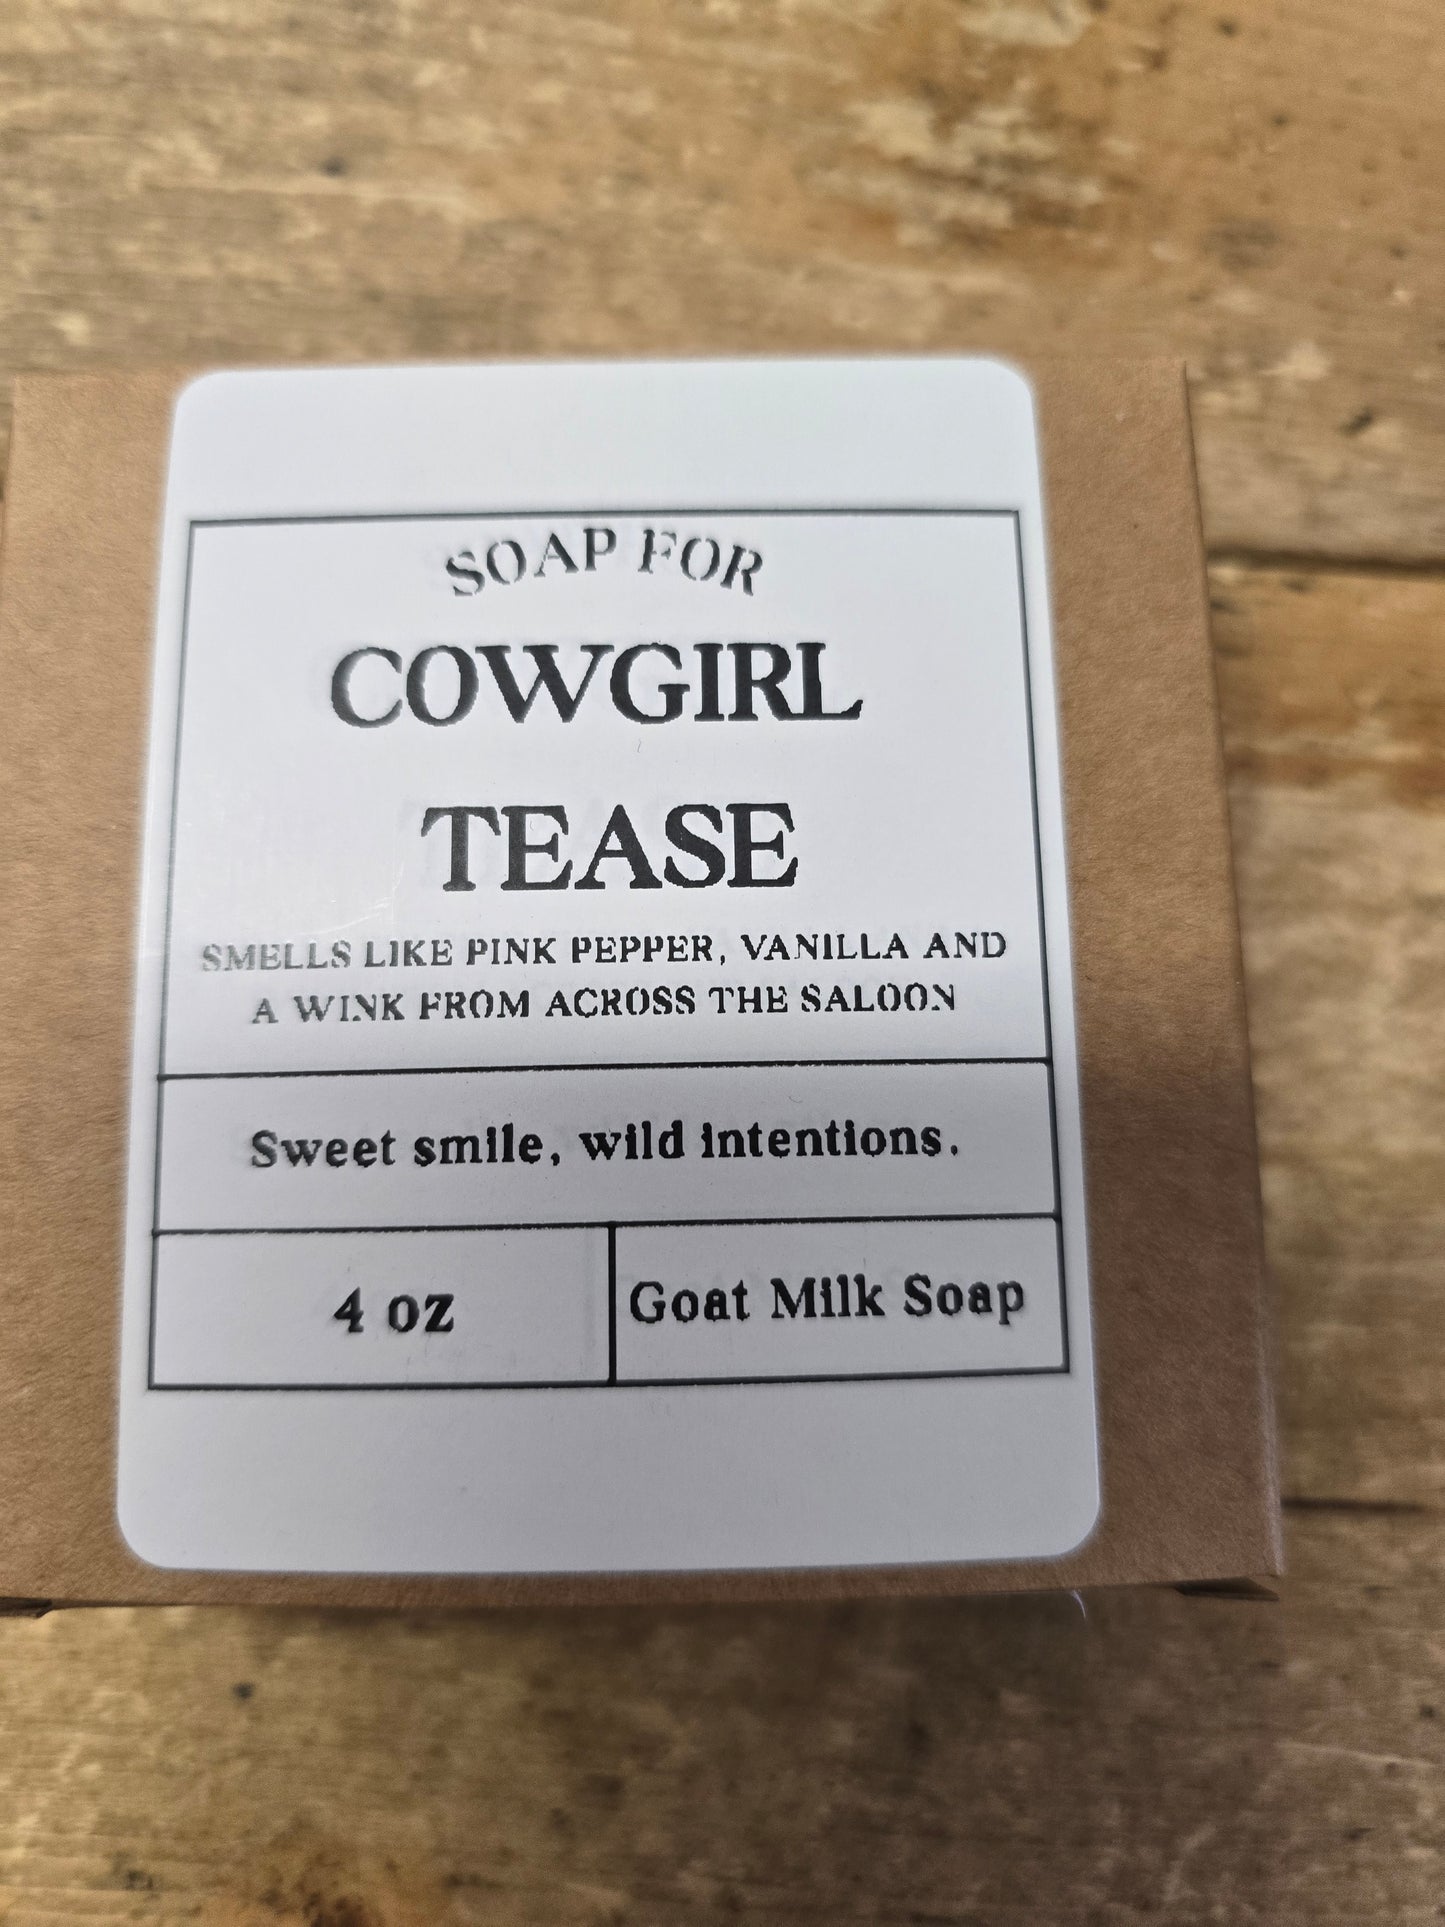 SOAP FOR
COWGIRL
TEASE
SMELLS LIKE PINK PEPPER, VANILLA AND
A WINK FROM ACROSS THE SALOON
Sweet smile, wild intentions.
4 oz
Goat Milk Soap